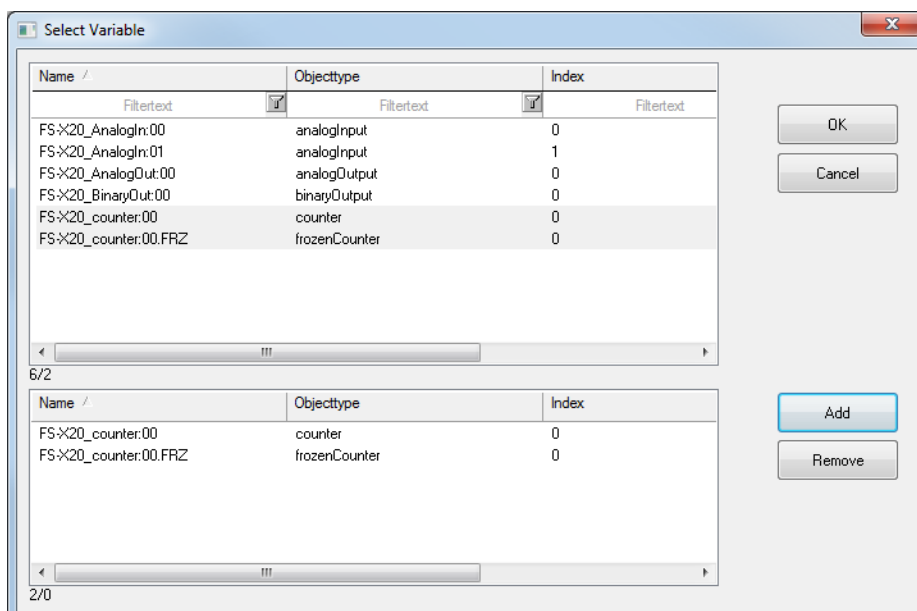 Select Variable
Name Objecttype Index
Filtertext Filtertext Filtertext
FS-X20_AnalogIn:00 analogInput 0
FS-X20_AnalogIn:01 analogInput 1
FS-X20_AnalogOut:00 analogOutput 0
FS-X20_BinaryOut:00 binaryOutput 0
FS-X20_counter:00 counter 0
FS-X20_counter:00.FRZ frozenCounter 0
6/2
OK
Cancel
Name Objecttype Index
FS-X20_counter:00 counter 0
FS-X20_counter:00.FRZ frozenCounter 0
2/0
Add
Remove